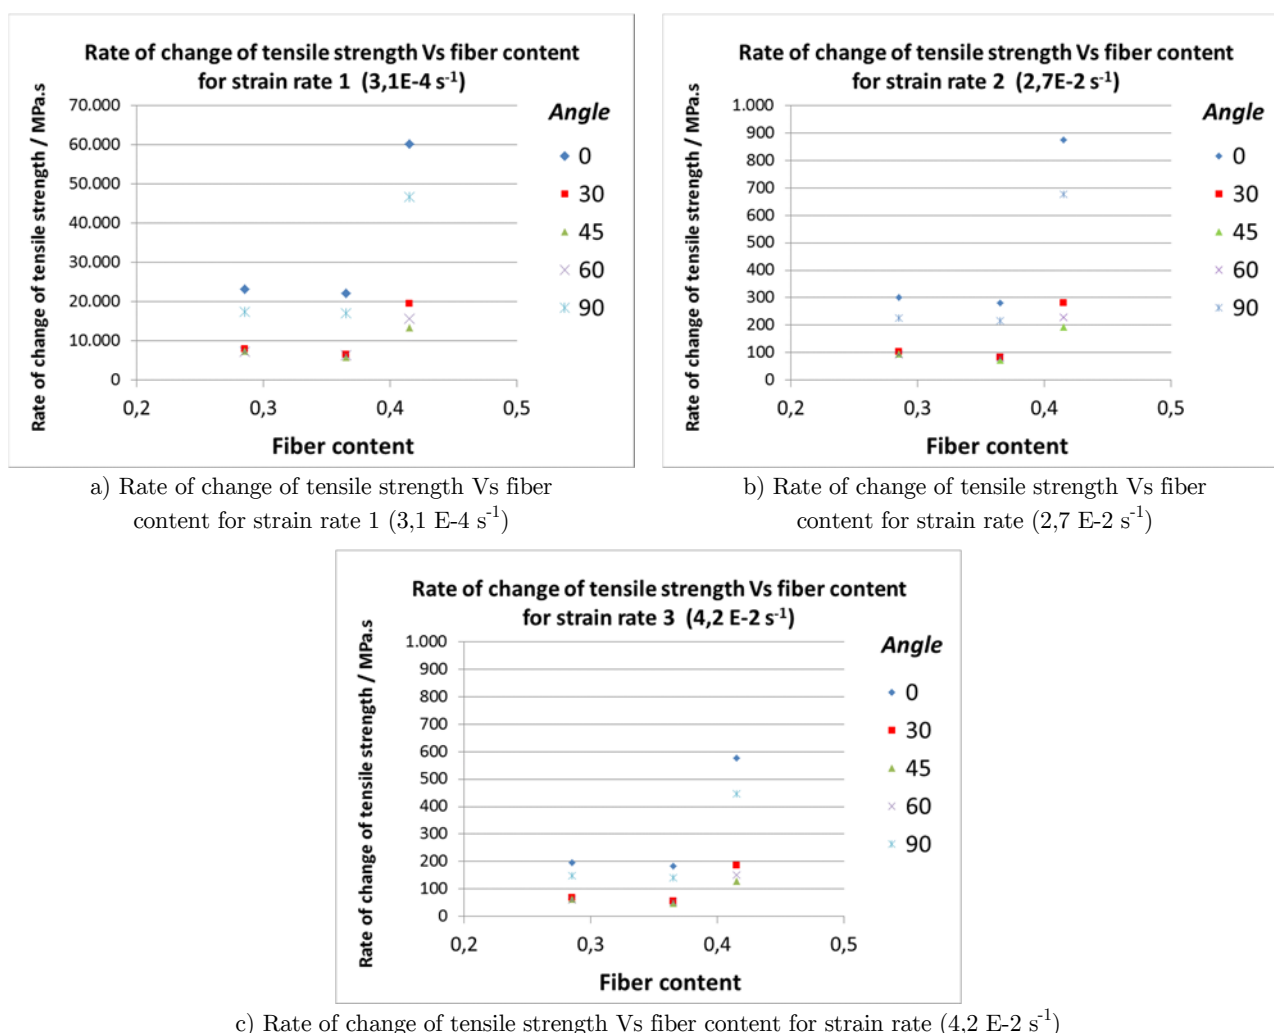 Rate of change of tensile strength Vs fiber content
for strain rate 1 (3,1E-4 s-1)
Rate of change of tensile strength / MPa.s
70.000
60.000
50.000
40.000
30.000
20.000
10.000
0
0,2
0,3
0,4
0,5
Fiber content
Angle
0
30
45
60
90
a) Rate of change of tensile strength Vs fiber
content for strain rate 1 (3,1 E-4 s-1)
Rate of change of tensile strength Vs fiber content
for strain rate 2 (2,7E-2 s-1)
Rate of change of tensile strength / MPa.s
1.000
900
800
700
600
500
400
300
200
100
0
0,2
0,3
0,4
0,5
Fiber content
Angle
0
30
45
60
90
b) Rate of change of tensile strength Vs fiber
content for strain rate (2,7 E-2 s-1)
Rate of change of tensile strength Vs fiber content
for strain rate 3 (4,2 E-2 s-1)
Rate of change of tensile strength / MPa.s
1.000
900
800
700
600
500
400
300
200
100
0
0,2
0,3
0,4
0,5
Fiber content
Angle
0
30
45
60
90
c) Rate of change of tensile strength Vs fiber content for strain rate (4,2 E-2 s-1)